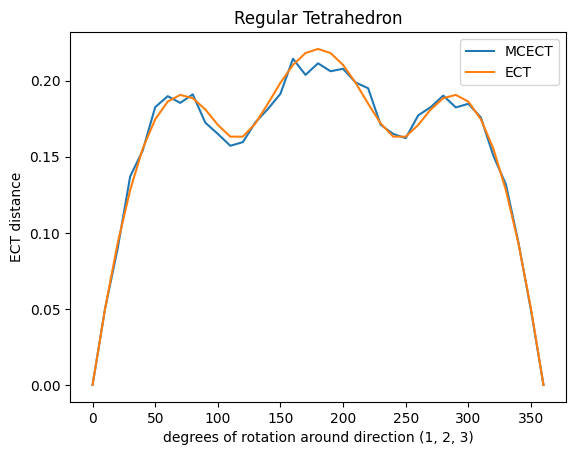 Regular Tetrahedron
MCECT
ECT
ECT distance
0.20
0.15
0.10
0.05
0.00
0 50 100 150 200 250 300 350
degrees of rotation around direction (1, 2, 3)